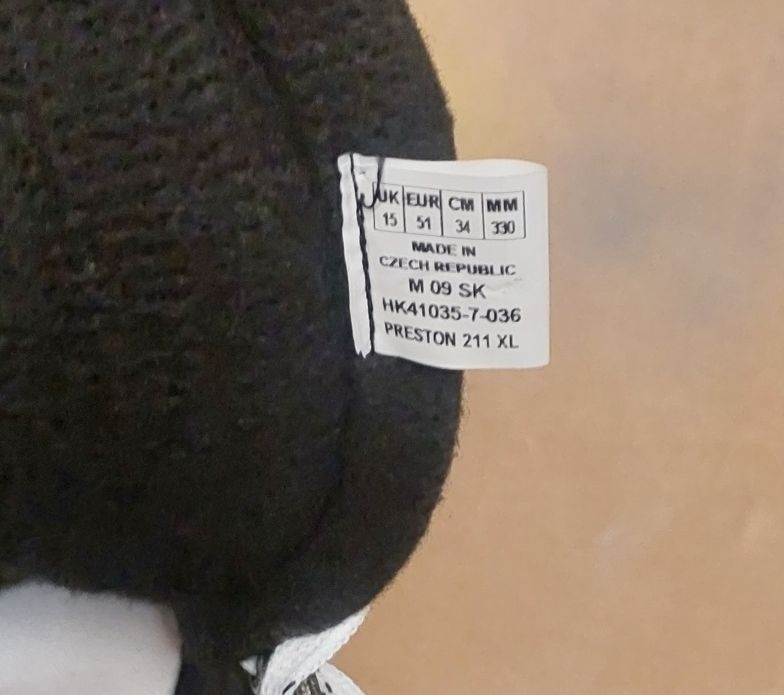 UK EUR CM MM
15 51 34 330
MADE IN
CZECH REPUBLIC
M 09 SK
HK41035-7-036
PRESTON 211 XL